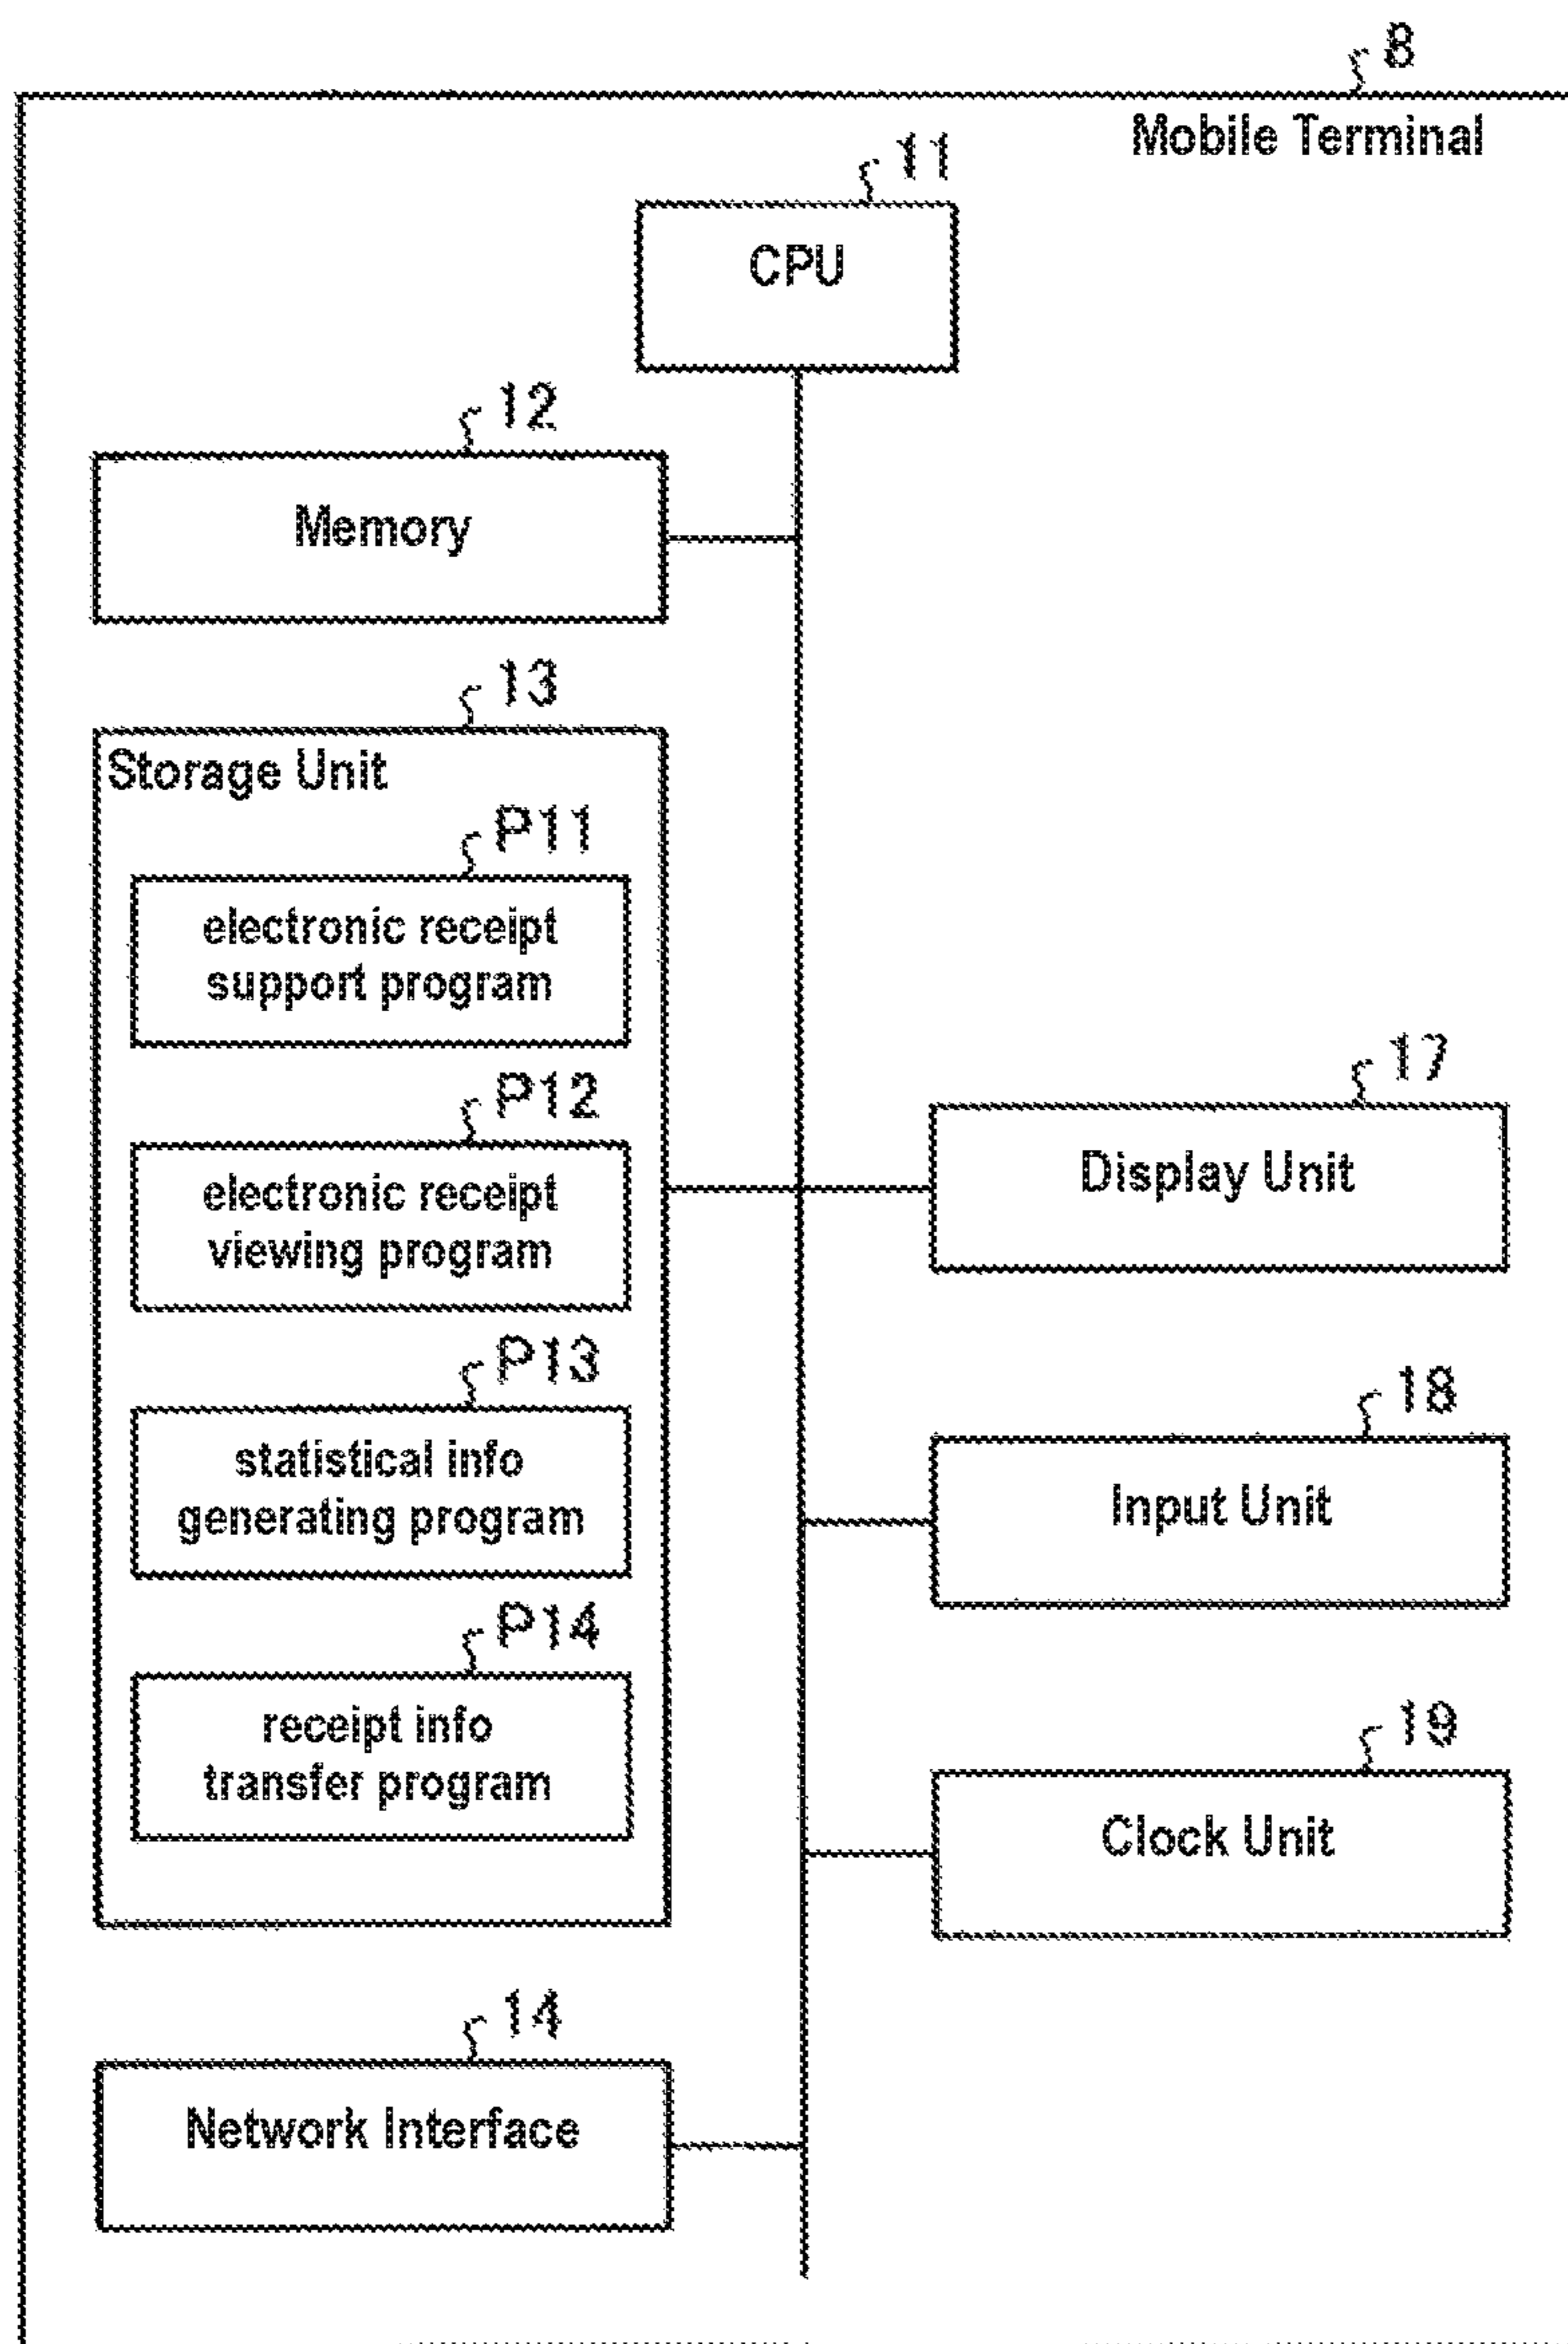 8
Mobile Terminal
11
CPU
12
Memory
13
Storage Unit
P11
electronic receipt
support program
P12
electronic receipt
viewing program
P13
statistical info
generating program
P14
receipt info
transfer program
17
Display Unit
18
Input Unit
19
Clock Unit
14
Network Interface